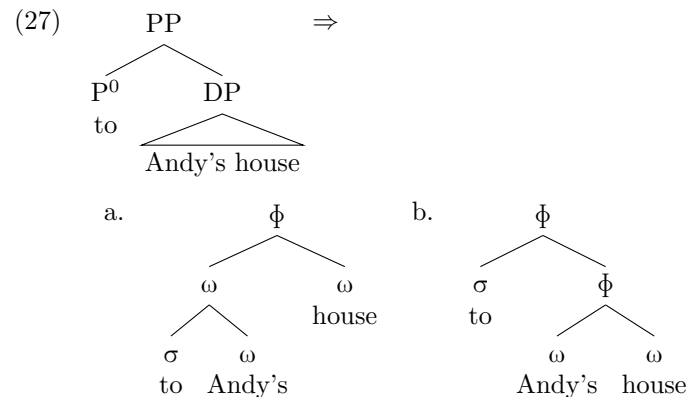 (27) PP ⇒
P⁰ DP
to
Andy's house
a. ɸ b. ɸ
ω ω σ ɸ
house to
σ ω ω ω
to Andy's Andy's house